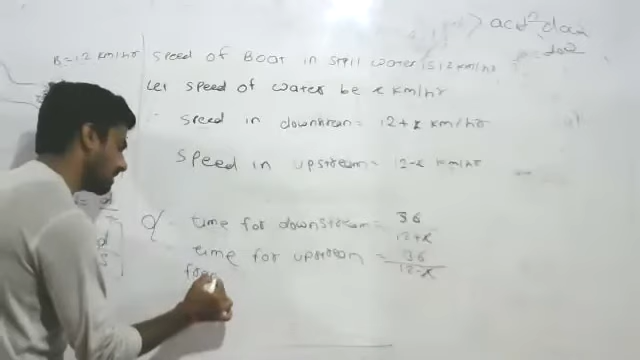 B = 12 km/hr
Speed of Boat in still water is 12 km/hr
Let speed of water be x km/hr
∴ speed in downstream = 12+x km/hr
Speed in upstream = 12-x km/hr
time for downstream = 36/12+x
time for upstream = 36/12-x